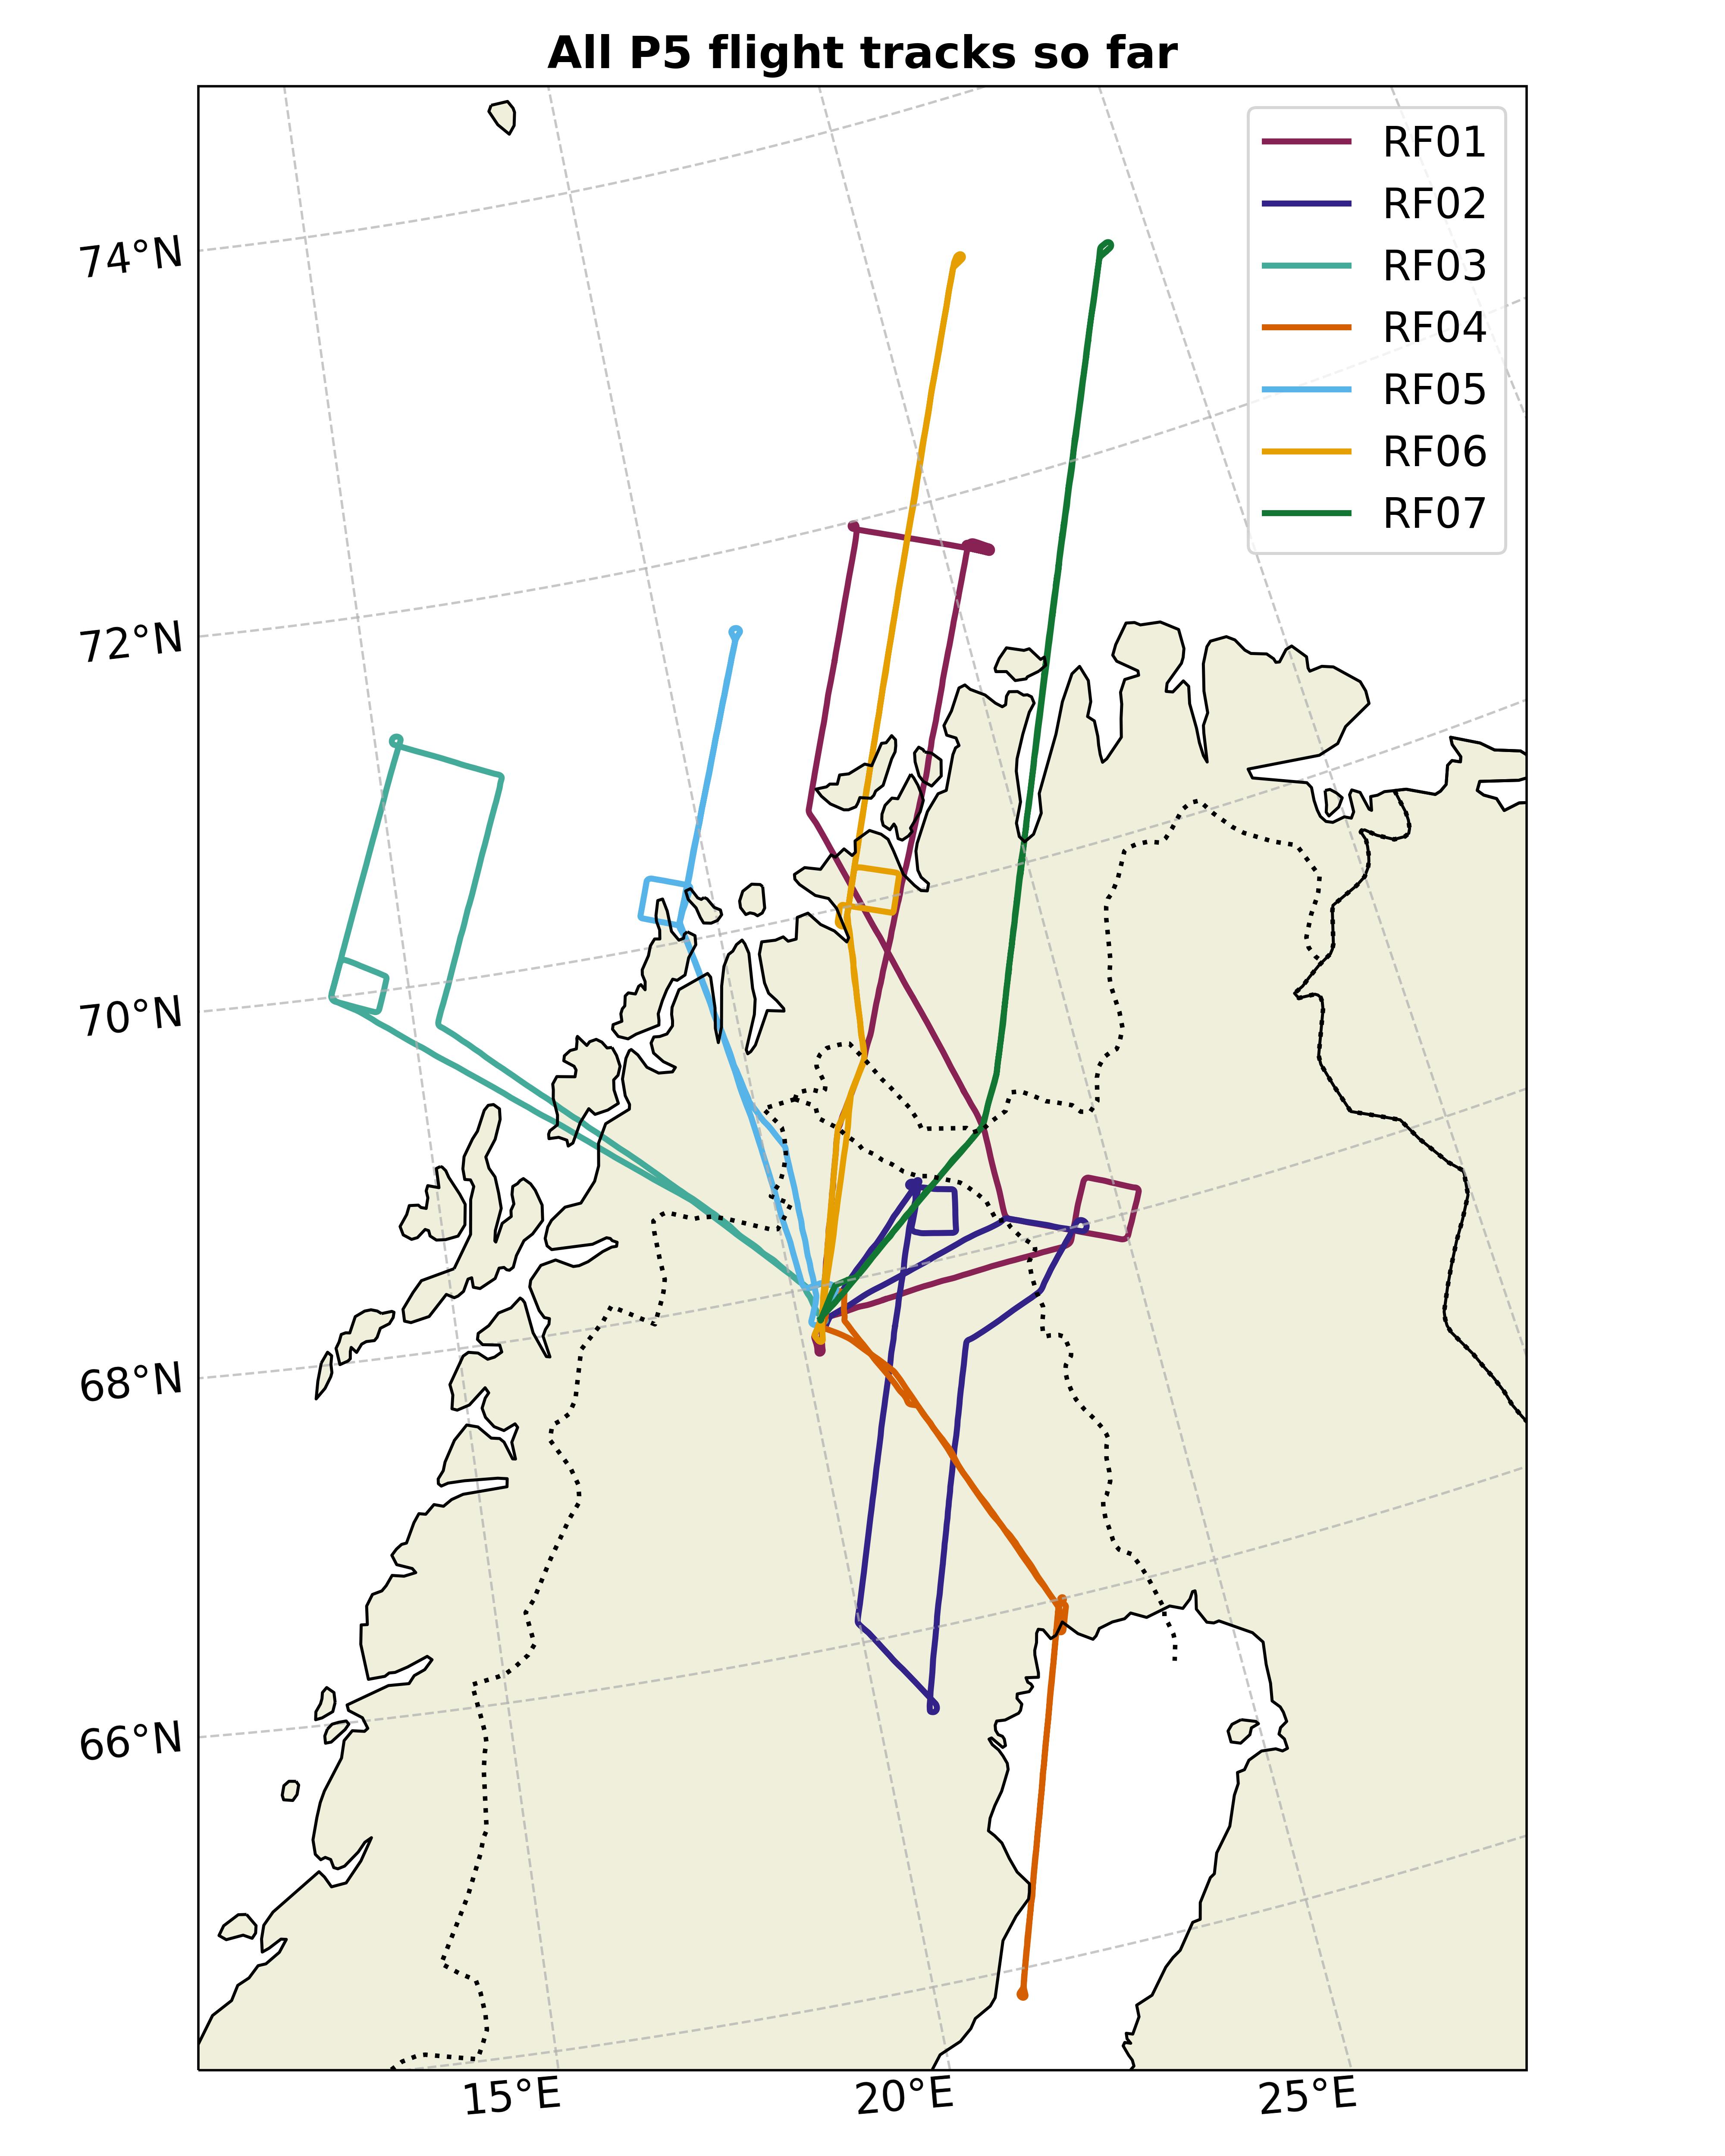 All P5 flight tracks so far
RF01
RF02
RF03
RF04
RF05
RF06
RF07
74°N
72°N
70°N
68°N
66°N
15°E
20°E
25°E